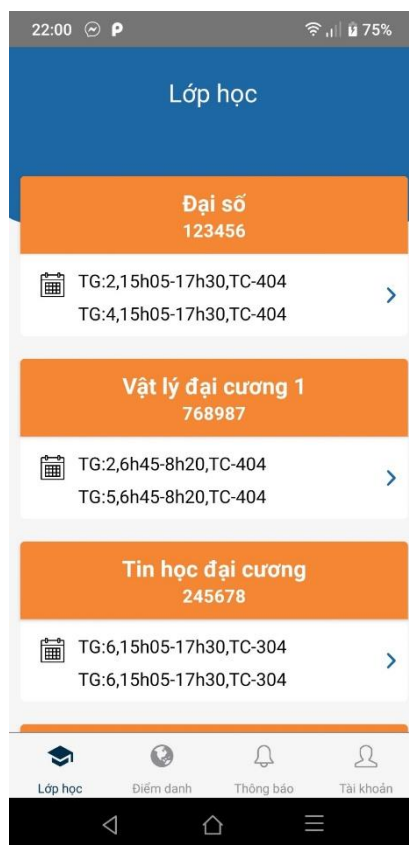 22:00 P 75%
Lớp học
Đại số
123456
TG:2,15h05-17h30,TC-404
TG:4,15h05-17h30,TC-404
Vật lý đại cương 1
768987
TG:2,6h45-8h20,TC-404
TG:5,6h45-8h20,TC-404
Tin học đại cương
245678
TG:6,15h05-17h30,TC-304
TG:6,15h05-17h30,TC-304
Lớp học Điểm danh Thông báo Tài khoản